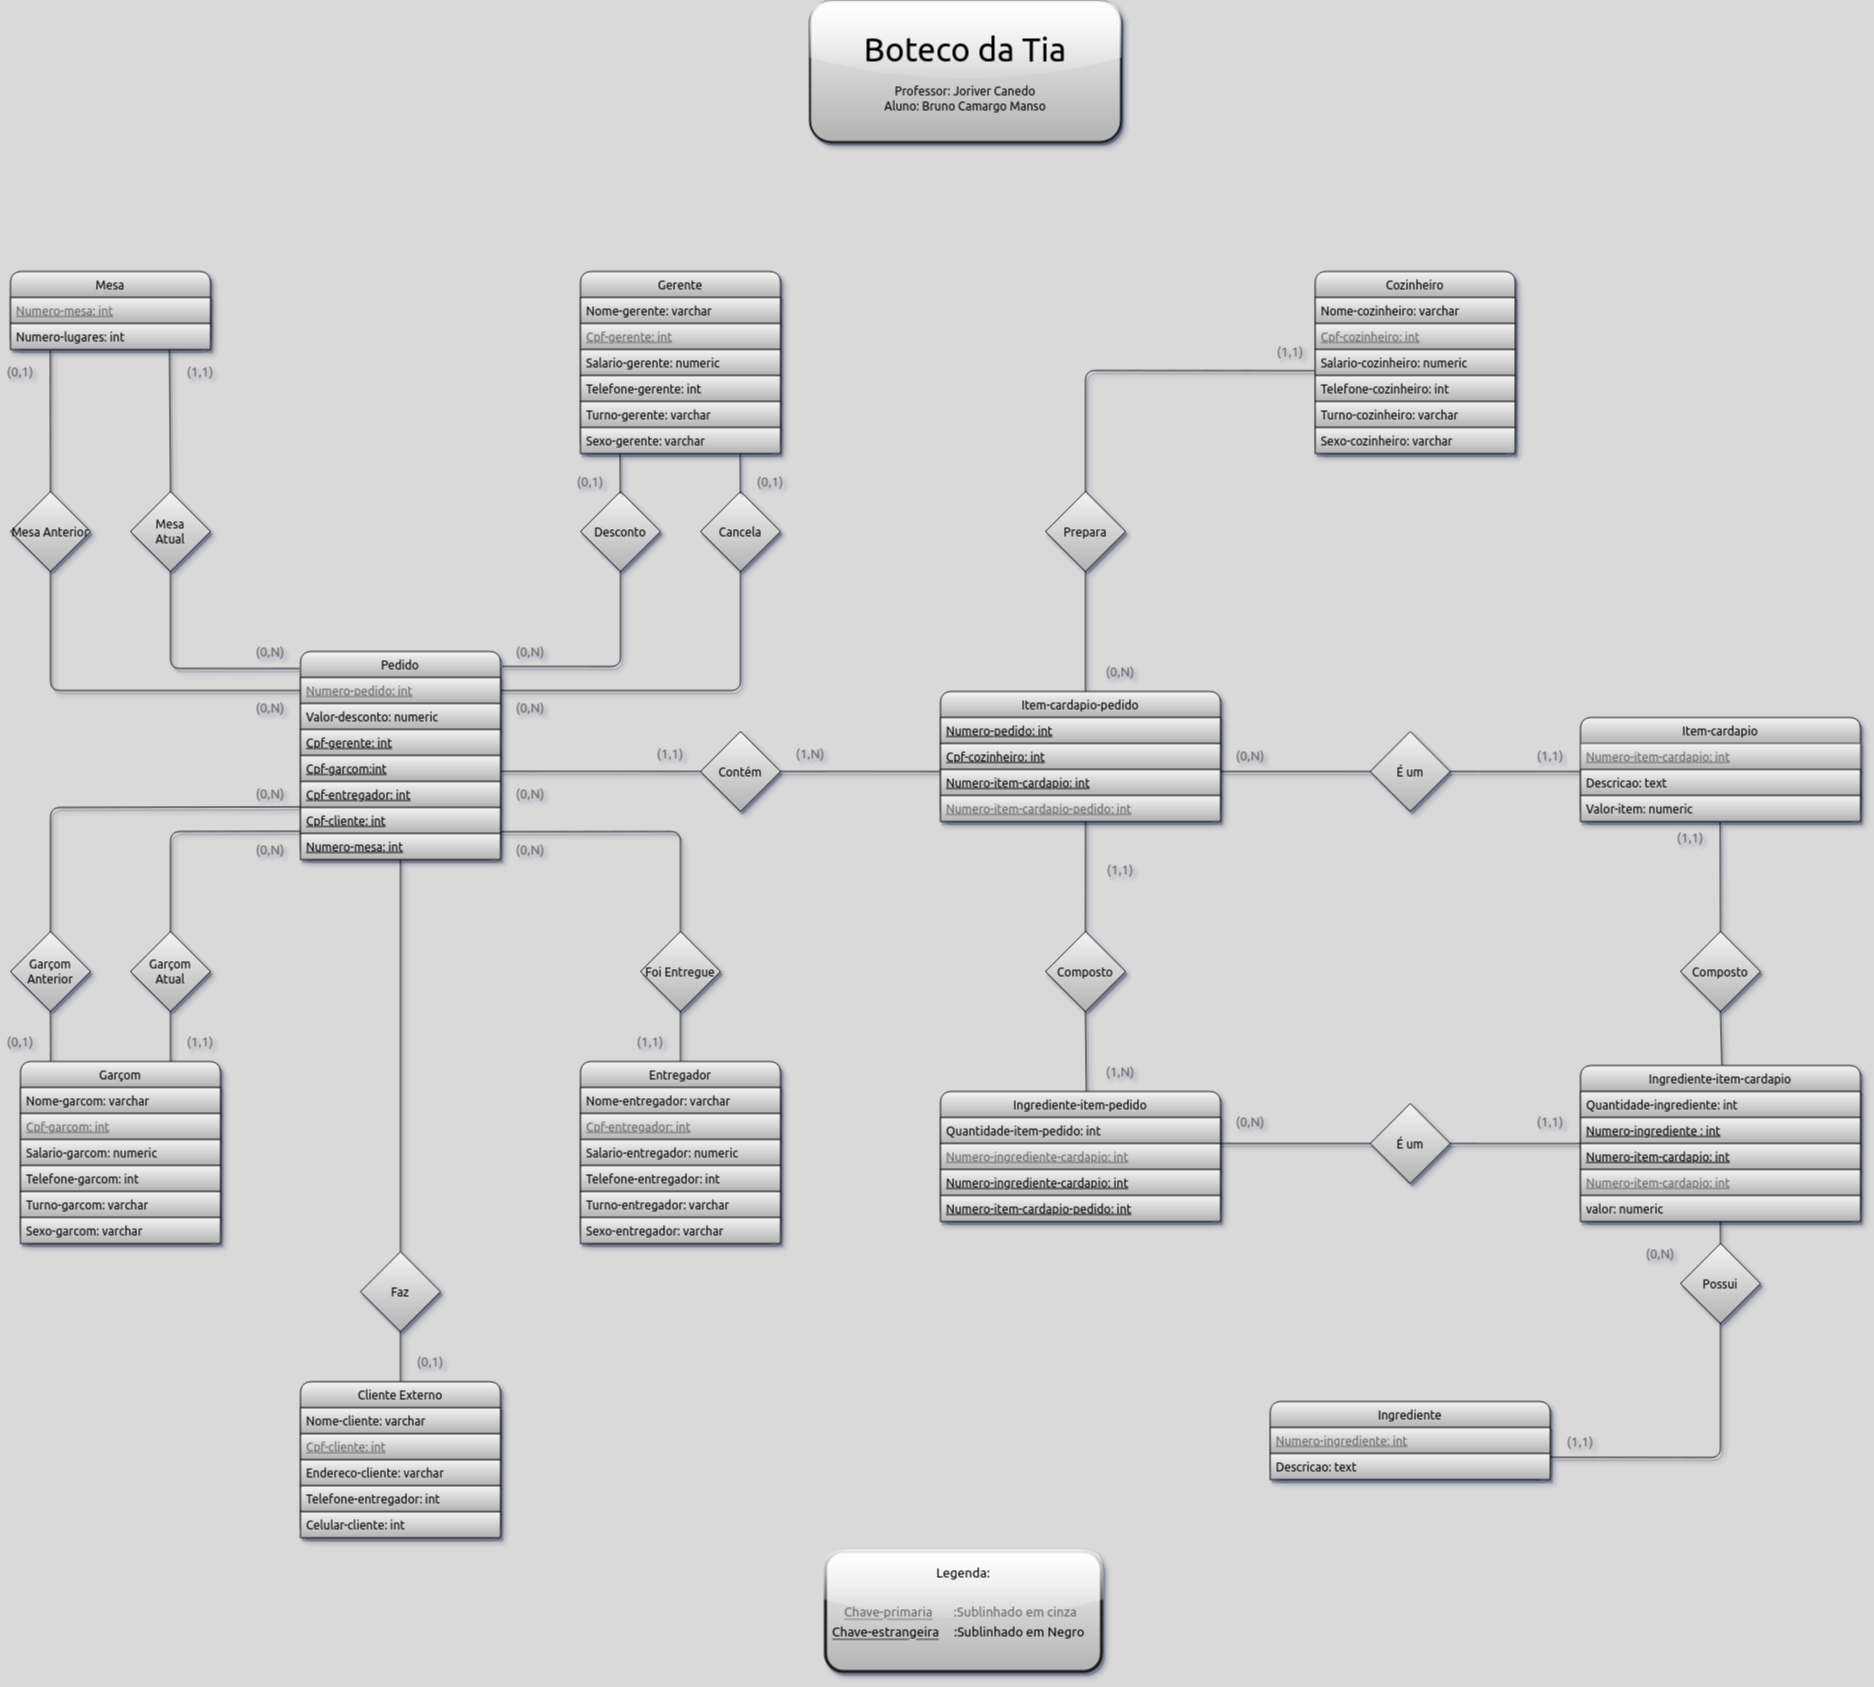 Boteco da Tia
Professor: Joriver Canedo
Aluno: Bruno Camargo Manso
Mesa
Numero-mesa: int
Numero-lugares: int
(0,1)
(1,1)
Mesa Anterior
Mesa
Atual
(0,N)
(0,N)
Gerente
Nome-gerente: varchar
Cpf-gerente: int
Salario-gerente: numeric
Telefone-gerente: int
Turno-gerente: varchar
Sexo-gerente: varchar
(0,1)
(0,1)
Desconto
Cancela
(0,N)
(0,N)
Cozinheiro
Nome-cozinheiro: varchar
Cpf-cozinheiro: int
Salario-cozinheiro: numeric
Telefone-cozinheiro: int
Turno-cozinheiro: varchar
Sexo-cozinheiro: varchar
(1,1)
Prepara
(0,N)
Pedido
Numero-pedido: int
Valor-desconto: numeric
Cpf-gerente: int
Cpf-garcom:int
Cpf-entregador: int
Cpf-cliente: int
Numero-mesa: int
(1,1)
Contém
(1,N)
(0,N)
(0,N)
(0,N)
(0,N)
Item-cardapio-pedido
Numero-pedido: int
Cpf-cozinheiro: int
Numero-item-cardapio: int
Numero-item-cardapio-pedido: int
(0,N)
É um
(1,1)
Item-cardapio
Numero-item-cardapio: int
Descricao: text
Valor-item: numeric
(1,1)
(1,1)
Garçom
Anterior
Garçom
Atual
Foi Entregue
Composto
Composto
(0,1)
(1,1)
(1,1)
(1,N)
Garçom
Nome-garcom: varchar
Cpf-garcom: int
Salario-garcom: numeric
Telefone-garcom: int
Turno-garcom: varchar
Sexo-garcom: varchar
Entregador
Nome-entregador: varchar
Cpf-entregador: int
Salario-entregador: numeric
Telefone-entregador: int
Turno-entregador: varchar
Sexo-entregador: varchar
Ingrediente-item-pedido
Quantidade-item-pedido: int
Numero-ingrediente-cardapio: int
Numero-ingrediente-cardapio: int
Numero-item-cardapio-pedido: int
(0,N)
É um
(1,1)
Ingrediente-item-cardapio
Quantidade-ingrediente: int
Numero-ingrediente : int
Numero-item-cardapio: int
Numero-item-cardapio: int
valor: numeric
(0,N)
Possui
Faz
(0,1)
Cliente Externo
Nome-cliente: varchar
Cpf-cliente: int
Endereco-cliente: varchar
Telefone-entregador: int
Celular-cliente: int
Ingrediente
Numero-ingrediente: int
Descricao: text
(1,1)
Legenda:
Chave-primaria :Sublinhado em cinza
Chave-estrangeira :Sublinhado em Negro